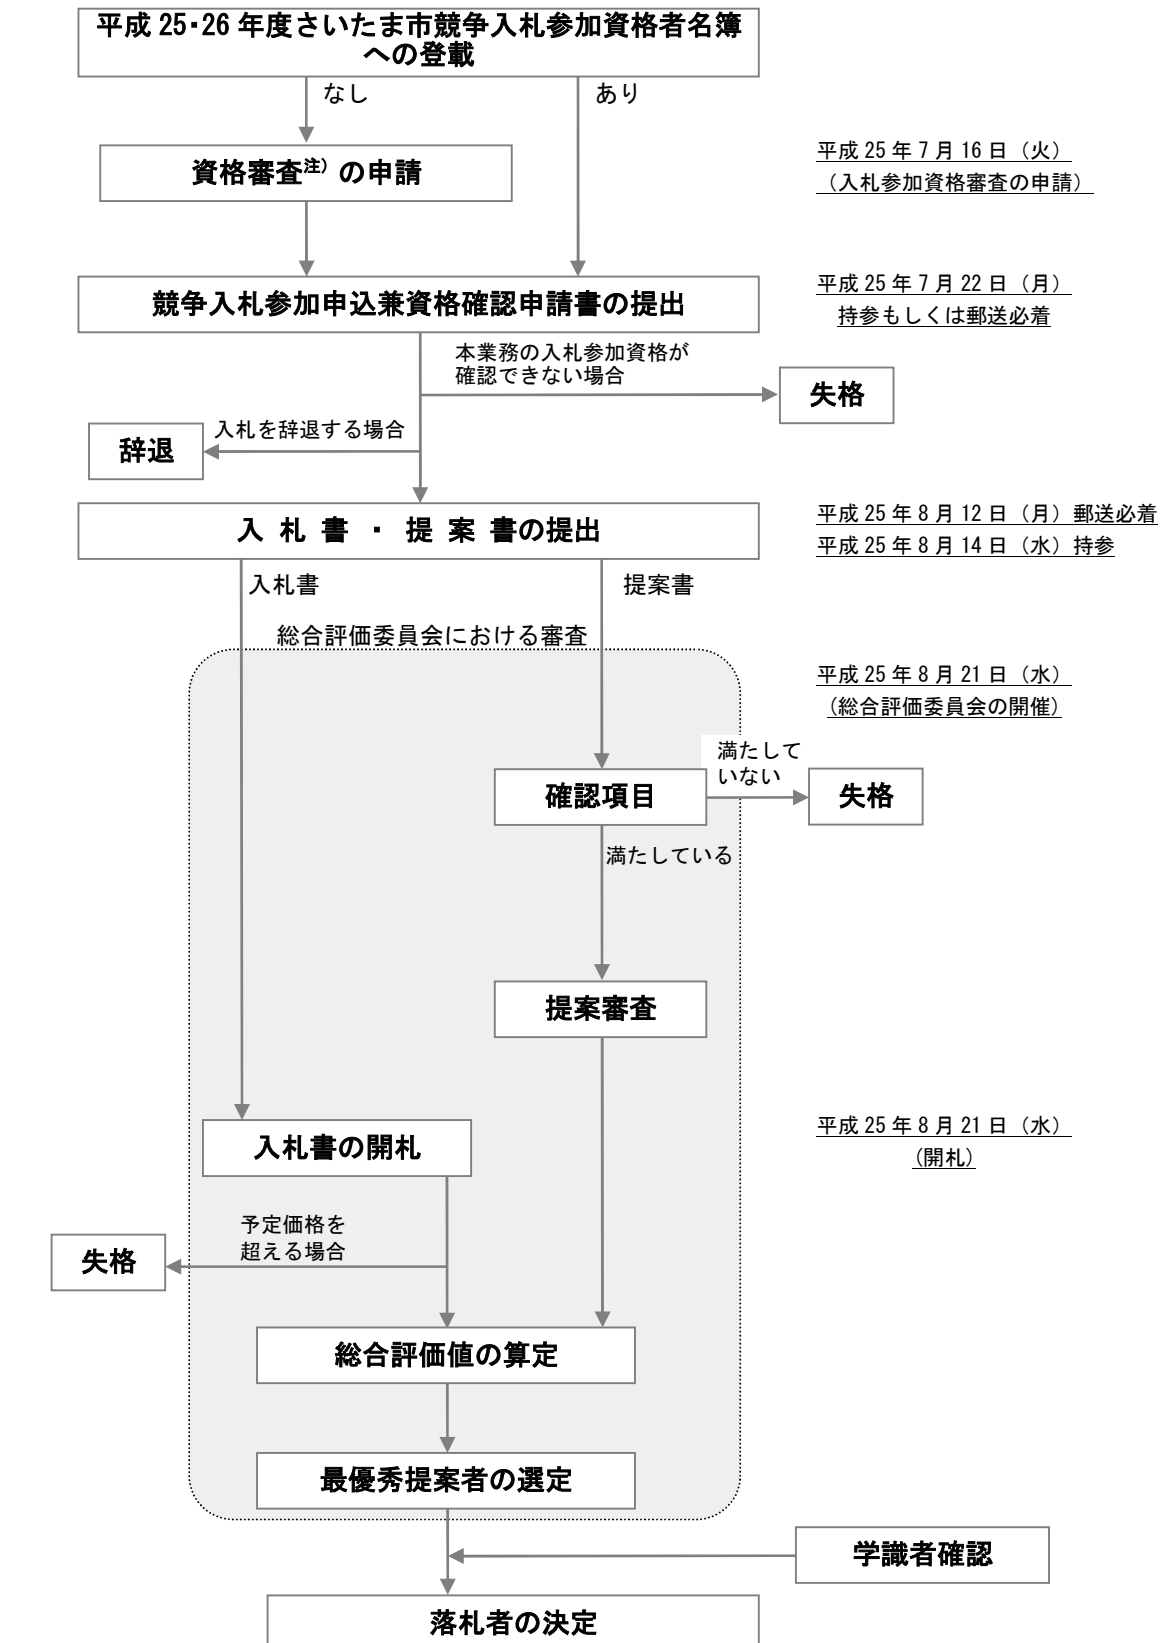 平成 25・26 年度さいたま市競争入札参加資格者名簿
への登載
なし
あり
資格審査注）の申請
平成 25 年 7 月 16 日（火）
（入札参加資格審査の申請）
競争入札参加申込兼資格確認申請書の提出
平成 25 年 7 月 22 日（月）
持参もしくは郵送必着
本業務の入札参加資格が
確認できない場合
失格
入札を辞退する場合
辞退
入 札 書 ・ 提 案 書の提出
平成 25 年 8 月 12 日（月）郵送必着
平成 25 年 8 月 14 日（水）持参
入札書
提案書
総合評価委員会における審査
平成 25 年 8 月 21 日（水）
(総合評価委員会の開催)
満たして
いない
確認項目
失格
満たしている
提案審査
入札書の開札
平成 25 年 8 月 21 日（水）
(開札)
予定価格を
超える場合
失格
総合評価値の算定
最優秀提案者の選定
学識者確認
落札者の決定